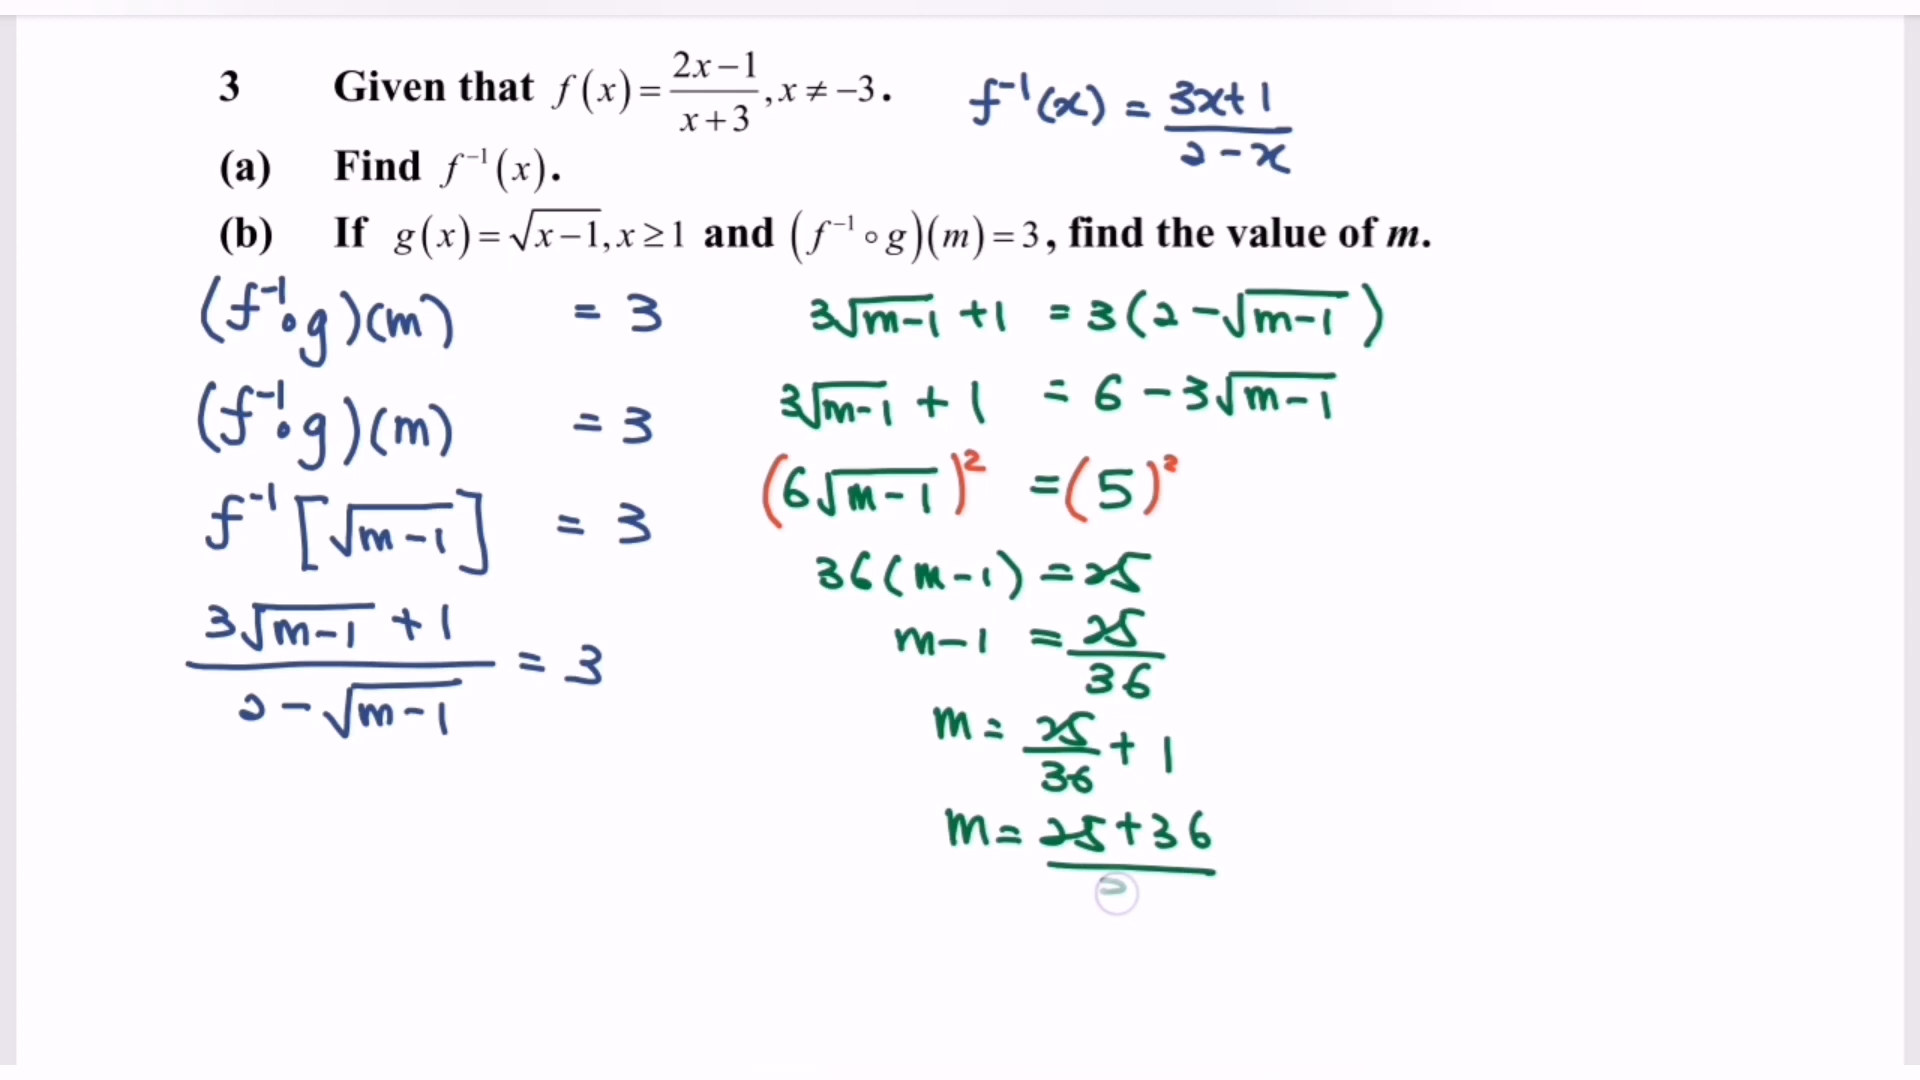 3 Given that f(x) = (2x−1)/(x+3), x ≠ −3.
f⁻¹(x) = (3x+1)/(2−x)
(a) Find f⁻¹(x).
(b) If g(x) = √(x−1), x ≥ 1 and (f⁻¹∘g)(m) = 3, find the value of m.
(f⁻¹∘g)(m) = 3
(f⁻¹∘g)(m) = 3
f⁻¹[√(m−1)] = 3
(3√(m−1) + 1)/(2−√(m−1)) = 3
3√(m−1) + 1 = 3(2−√(m−1))
3√(m−1) + 1 = 6 − 3√(m−1)
(6√(m−1))² = (5)²
36(m−1) = 25
m−1 = 25/36
m = 25/36 + 1
m = 25+36